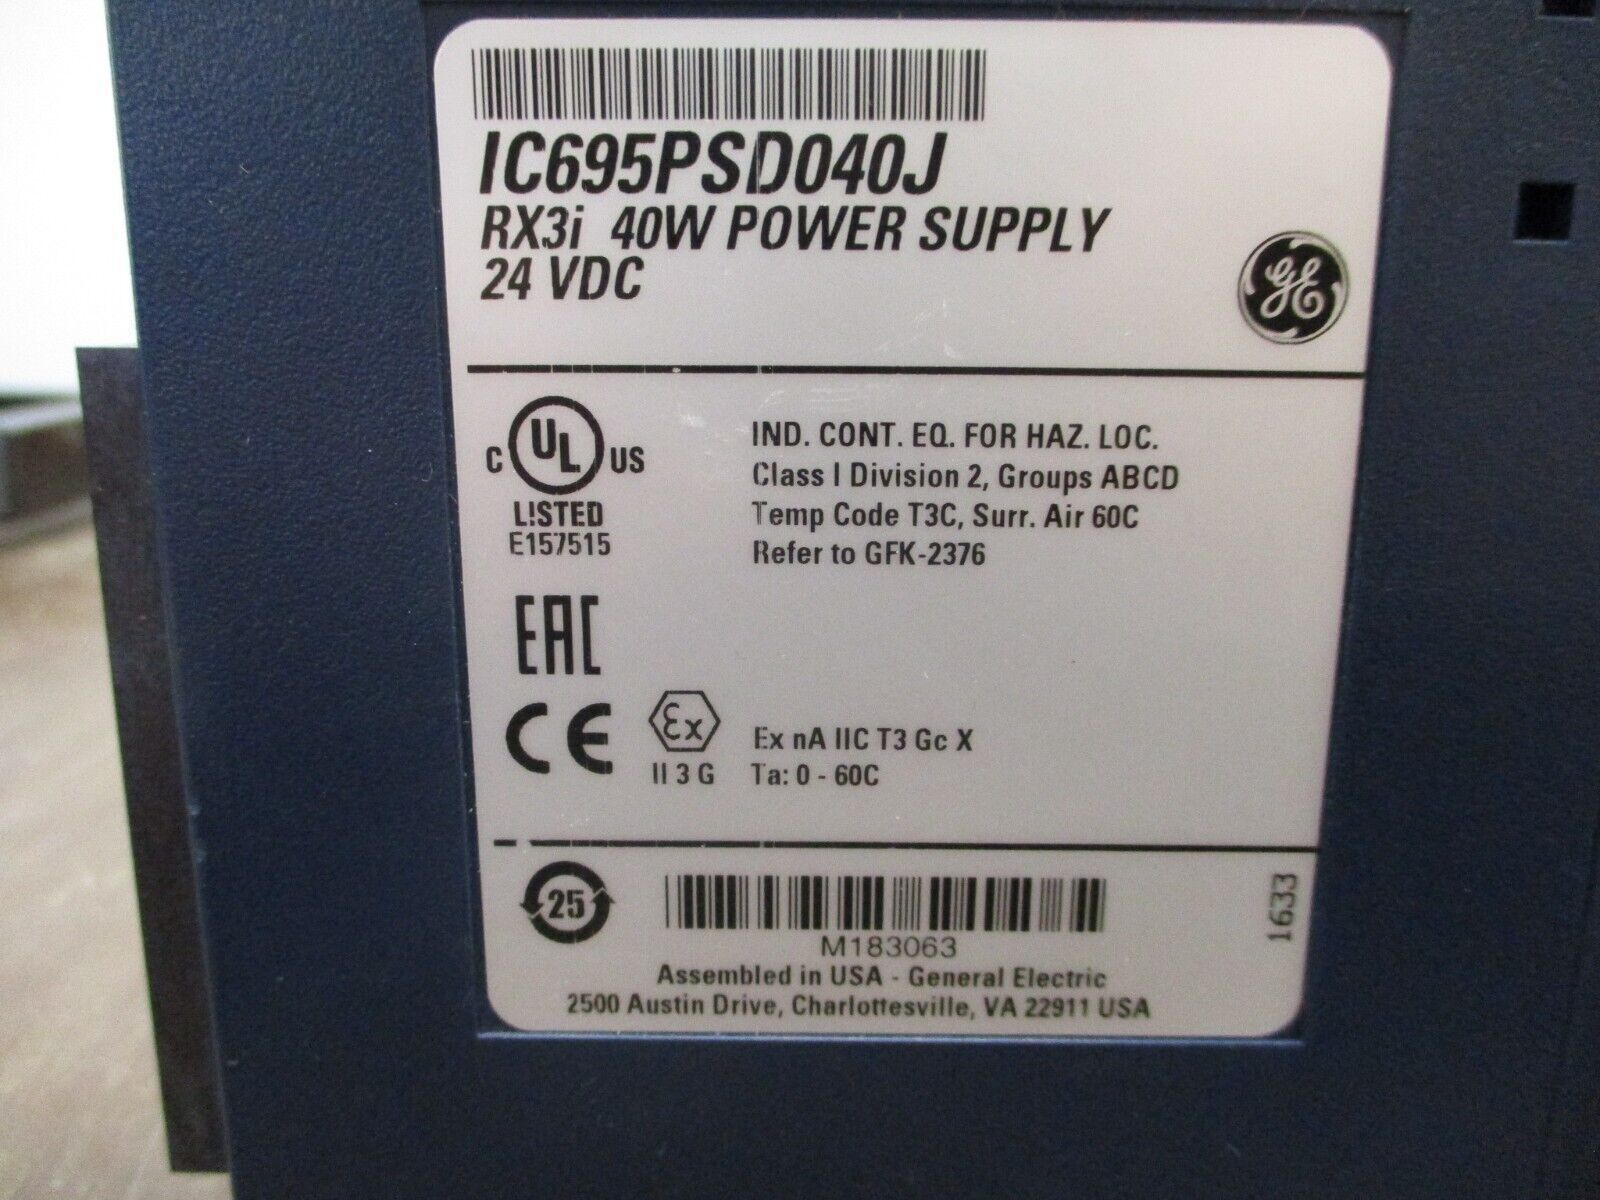 IC695PSD040J
RX3i 40W POWER SUPPLY
24 VDC
GE
C UL US
LISTED
E157515
IND. CONT. EQ. FOR HAZ. LOC.
Class I Division 2, Groups ABCD
Temp Code T3C, Surr. Air 60C
Refer to GFK-2376
EAC
CE
Ex
II 3 G
Ex nA IIC T3 Gc X
Ta: 0 - 60C
25
M183063
1633
Assembled in USA - General Electric
2500 Austin Drive, Charlottesville, VA 22911 USA